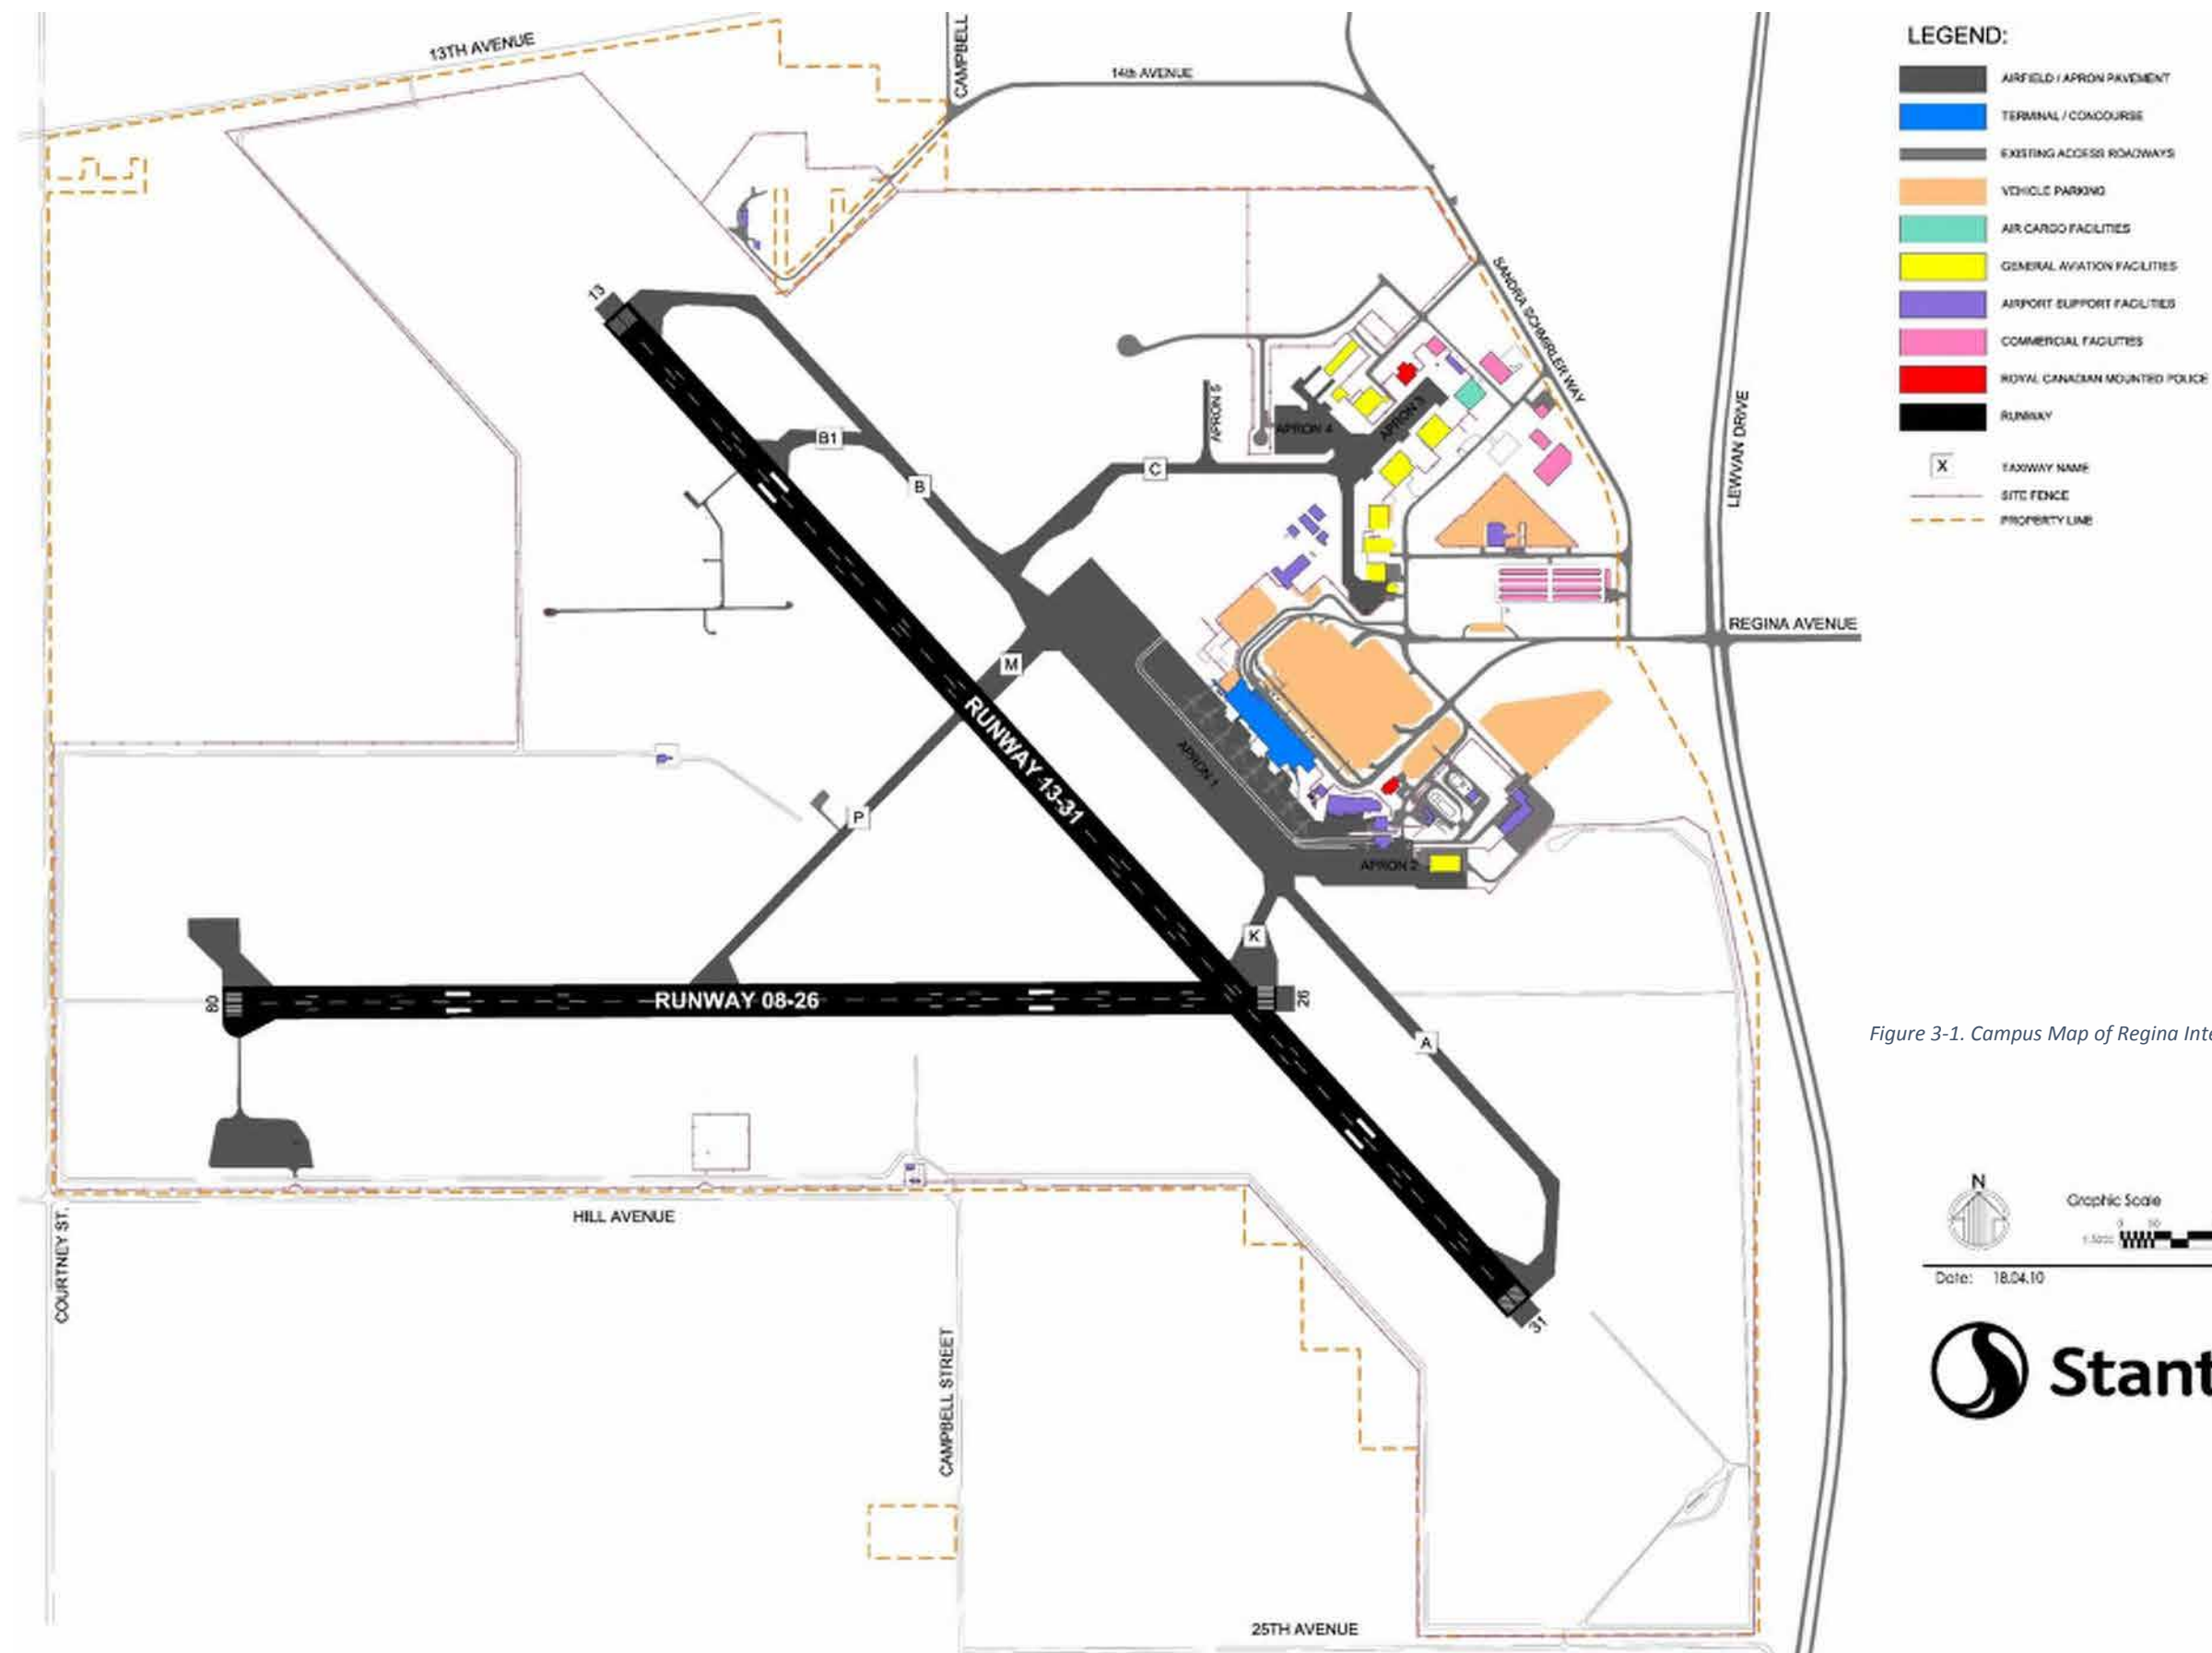 13TH AVENUE
CAMPBELL
14th AVENUE
LEGEND:
AIRFIELD / APRON PAVEMENT
TERMINAL / CONCOURSE
EXISTING ACCESS ROADWAYS
VEHICLE PARKING
AIR CARGO FACILITIES
GENERAL AVIATION FACILITIES
AIRPORT SUPPORT FACILITIES
COMMERCIAL FACILITIES
ROYAL CANADIAN MOUNTED POLICE
RUNWAY
X TAXIWAY NAME
SITE FENCE
PROPERTY LINE
SANDRA SCHMIRLER WAY
LEWVAN DRIVE
13
B1
B
C
APRON 5
APRON 4
APRON 3
REGINA AVENUE
M
RUNWAY 13-31
APRON 1
P
APRON 2
K
08
RUNWAY 08-26
26
A
Figure 3-1. Campus Map of Regina Inte
HILL AVENUE
COURTNEY ST.
CAMPBELL STREET
31
N
Graphic Scale
0
Date: 18.04.10
Stant
25TH AVENUE